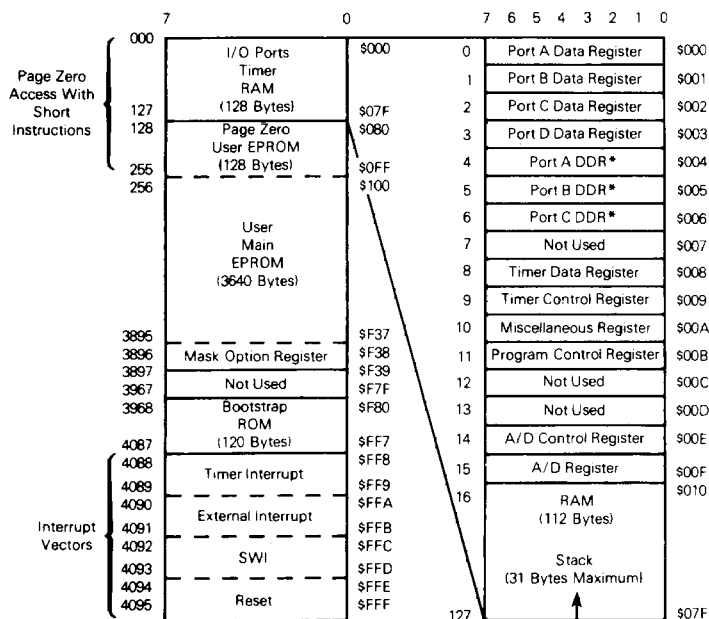 7 0
000
I/O Ports
Timer
RAM
(128 Bytes)
$000
Page Zero
Access With
Short
Instructions
127
$07F
128
Page Zero
User EPROM
(128 Bytes)
$080
255
$0FF
256
$100
User
Main
EPROM
(3640 Bytes)
3895
$F37
3896
Mask Option Register
$F38
3897
$F39
Not Used
3967
$F7F
3968
Bootstrap
ROM
(120 Bytes)
$F80
4087
$FF7
4088
Timer Interrupt
$FF8
4089
$FF9
4090
External Interrupt
$FFA
4091
$FFB
Interrupt
Vectors
4092
SWI
$FFC
4093
$FFD
4094
Reset
$FFE
4095
$FFF
7 6 5 4 3 2 1 0
0 Port A Data Register $000
1 Port B Data Register $001
2 Port C Data Register $002
3 Port D Data Register $003
4 Port A DDR* $004
5 Port B DDR* $005
6 Port C DDR* $006
7 Not Used $007
8 Timer Data Register $008
9 Timer Control Register $009
10 Miscellaneous Register $00A
11 Program Control Register $00B
12 Not Used $00C
13 Not Used $00D
14 A/D Control Register $00E
15 A/D Register $00F
16
RAM
(112 Bytes)
$010
Stack
(31 Bytes Maximum)
127
$07F